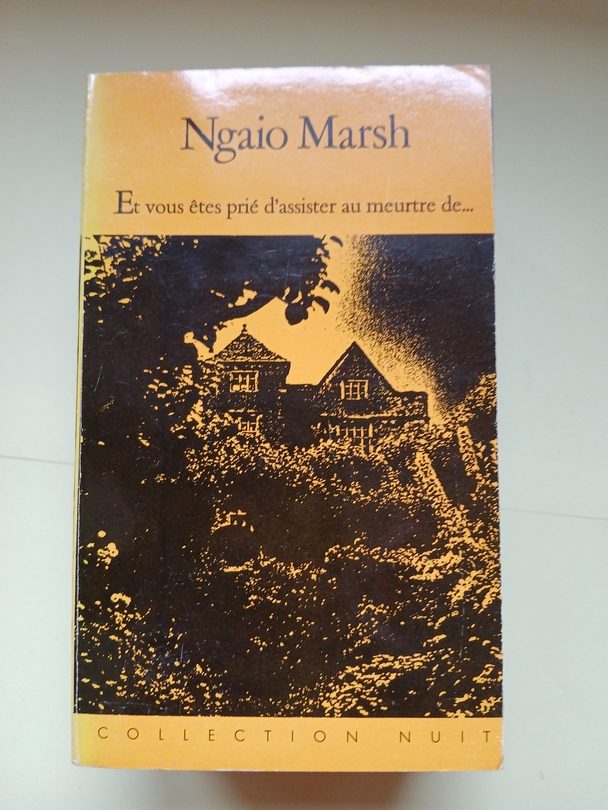 Ngaio Marsh
Et vous êtes prié d'assister au meurtre de...
COLLECTION NUIT